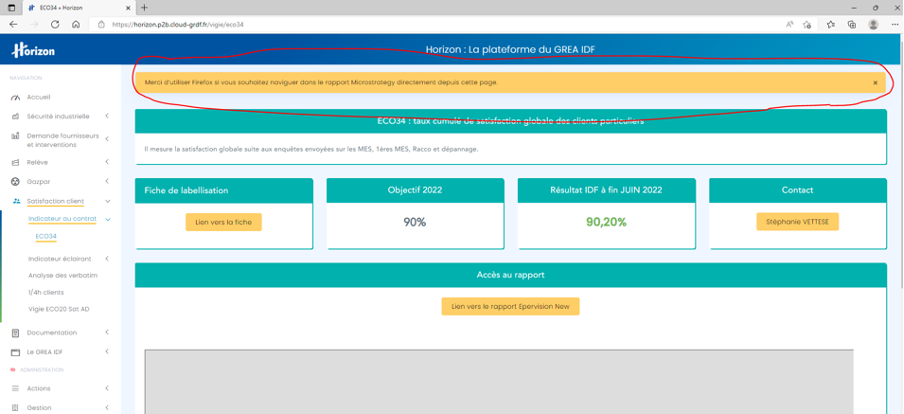 ECO34 • Horizon
https://horizon.p2b.cloud-grdf.fr/vigie/eco34
Horizon
Horizon : La plateforme du GREA IDF
NAVIGATION
Accueil
Sécurité industrielle
Demande fournisseurs
et interventions
Relève
Gazpar
Satisfaction client
Indicateur au contrat
ECO34
Indicateur éclairant
Analyse des verbatim
1/4h clients
Vigie ECO20 Sat AD
Documentation
Le GREA IDF
ADMINISTRATION
Actions
Gestion
Merci d'utiliser Firefox si vous souhaitez naviguer dans le rapport Microstrategy directement depuis cette page.
ECO34 : taux cumulé de satisfaction globale des clients particuliers
Il mesure la satisfaction globale suite aux enquêtes envoyées sur les MES, 1ères MES, Racco et dépannage.
Fiche de labellisation
Lien vers la fiche
Objectif 2022
90%
Résultat IDF à fin JUIN 2022
90,20%
Contact
Stéphanie VETTESE
Accès au rapport
Lien vers le rapport Epervision New